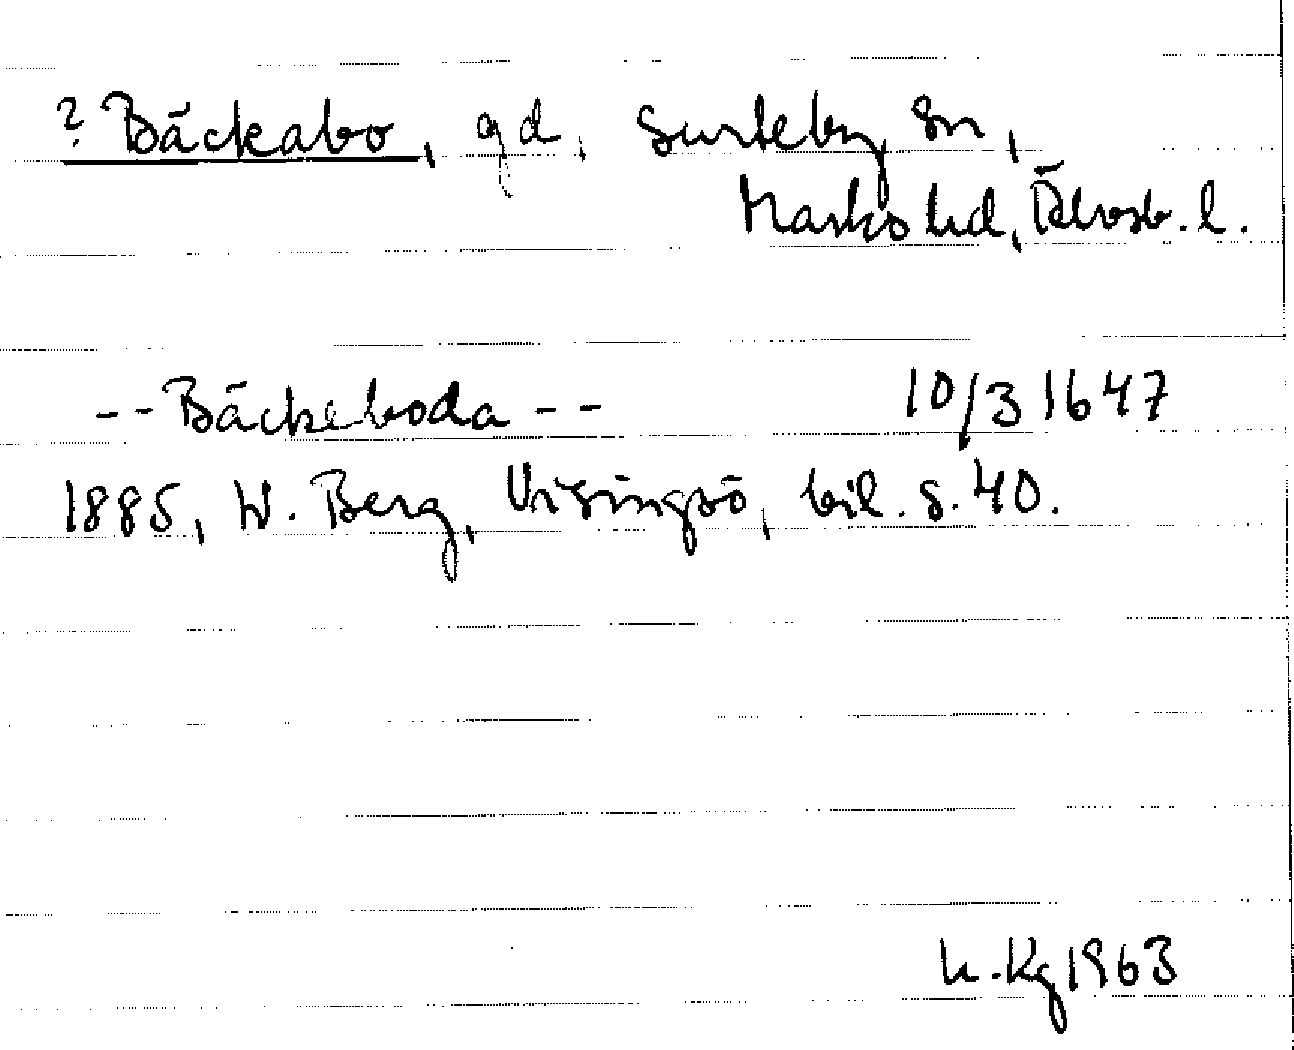 ? Bäckabo, gd, Surteby sn,
Marks hd, Älvsb. l.
-- Bäckeboda -- 10/3 1647
1885, W. Berg, Visingsö, bil. s. 40.
K. Kg 1963